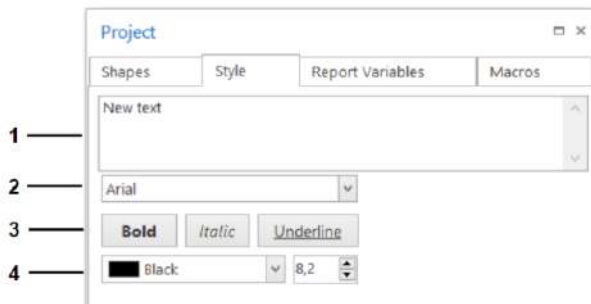 Project
Shapes Style Report Variables Macros
1 New text
2 Arial
3 Bold Italic Underline
4 Black 8,2